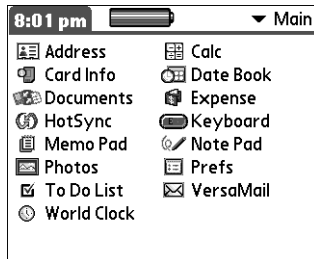 8:01 pm Main
Address Calc
Card Info Date Book
Documents Expense
HotSync Keyboard
Memo Pad Note Pad
Photos Prefs
To Do List VersaMail
World Clock